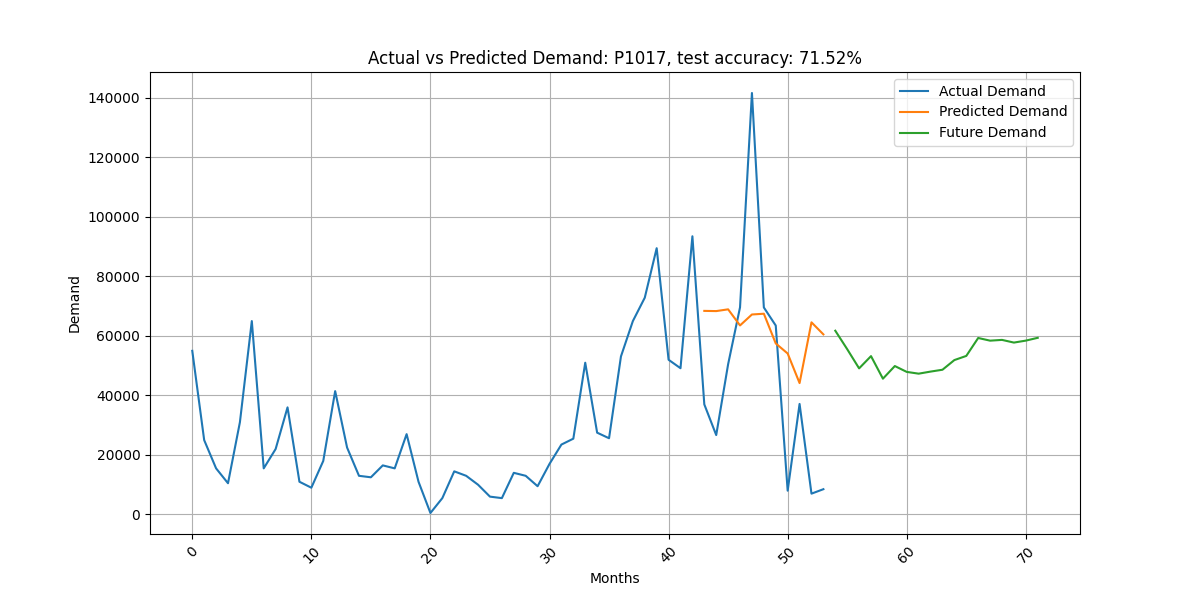 Actual vs Predicted Demand: P1017, test accuracy: 71.52%
Actual Demand
Predicted Demand
Future Demand
140000
120000
100000
80000
60000
40000
20000
0
Demand
0 10 20 30 40 50 60 70
Months